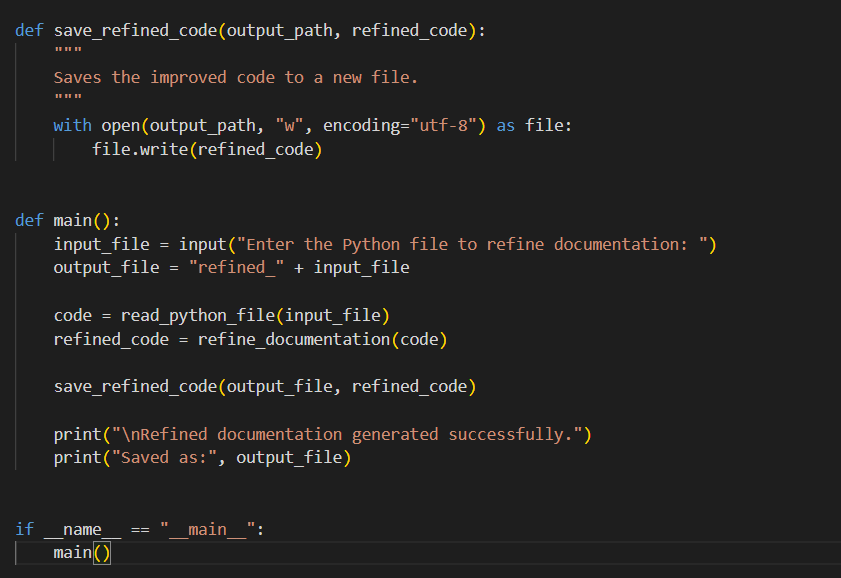 def save_refined_code(output_path, refined_code):
    """
    Saves the improved code to a new file.
    """
    with open(output_path, "w", encoding="utf-8") as file:
        file.write(refined_code)
def main():
    input_file = input("Enter the Python file to refine documentation: ")
    output_file = "refined_" + input_file
    code = read_python_file(input_file)
    refined_code = refine_documentation(code)
    save_refined_code(output_file, refined_code)
    print("\nRefined documentation generated successfully.")
    print("Saved as:", output_file)
if __name__ == "__main__":
    main()